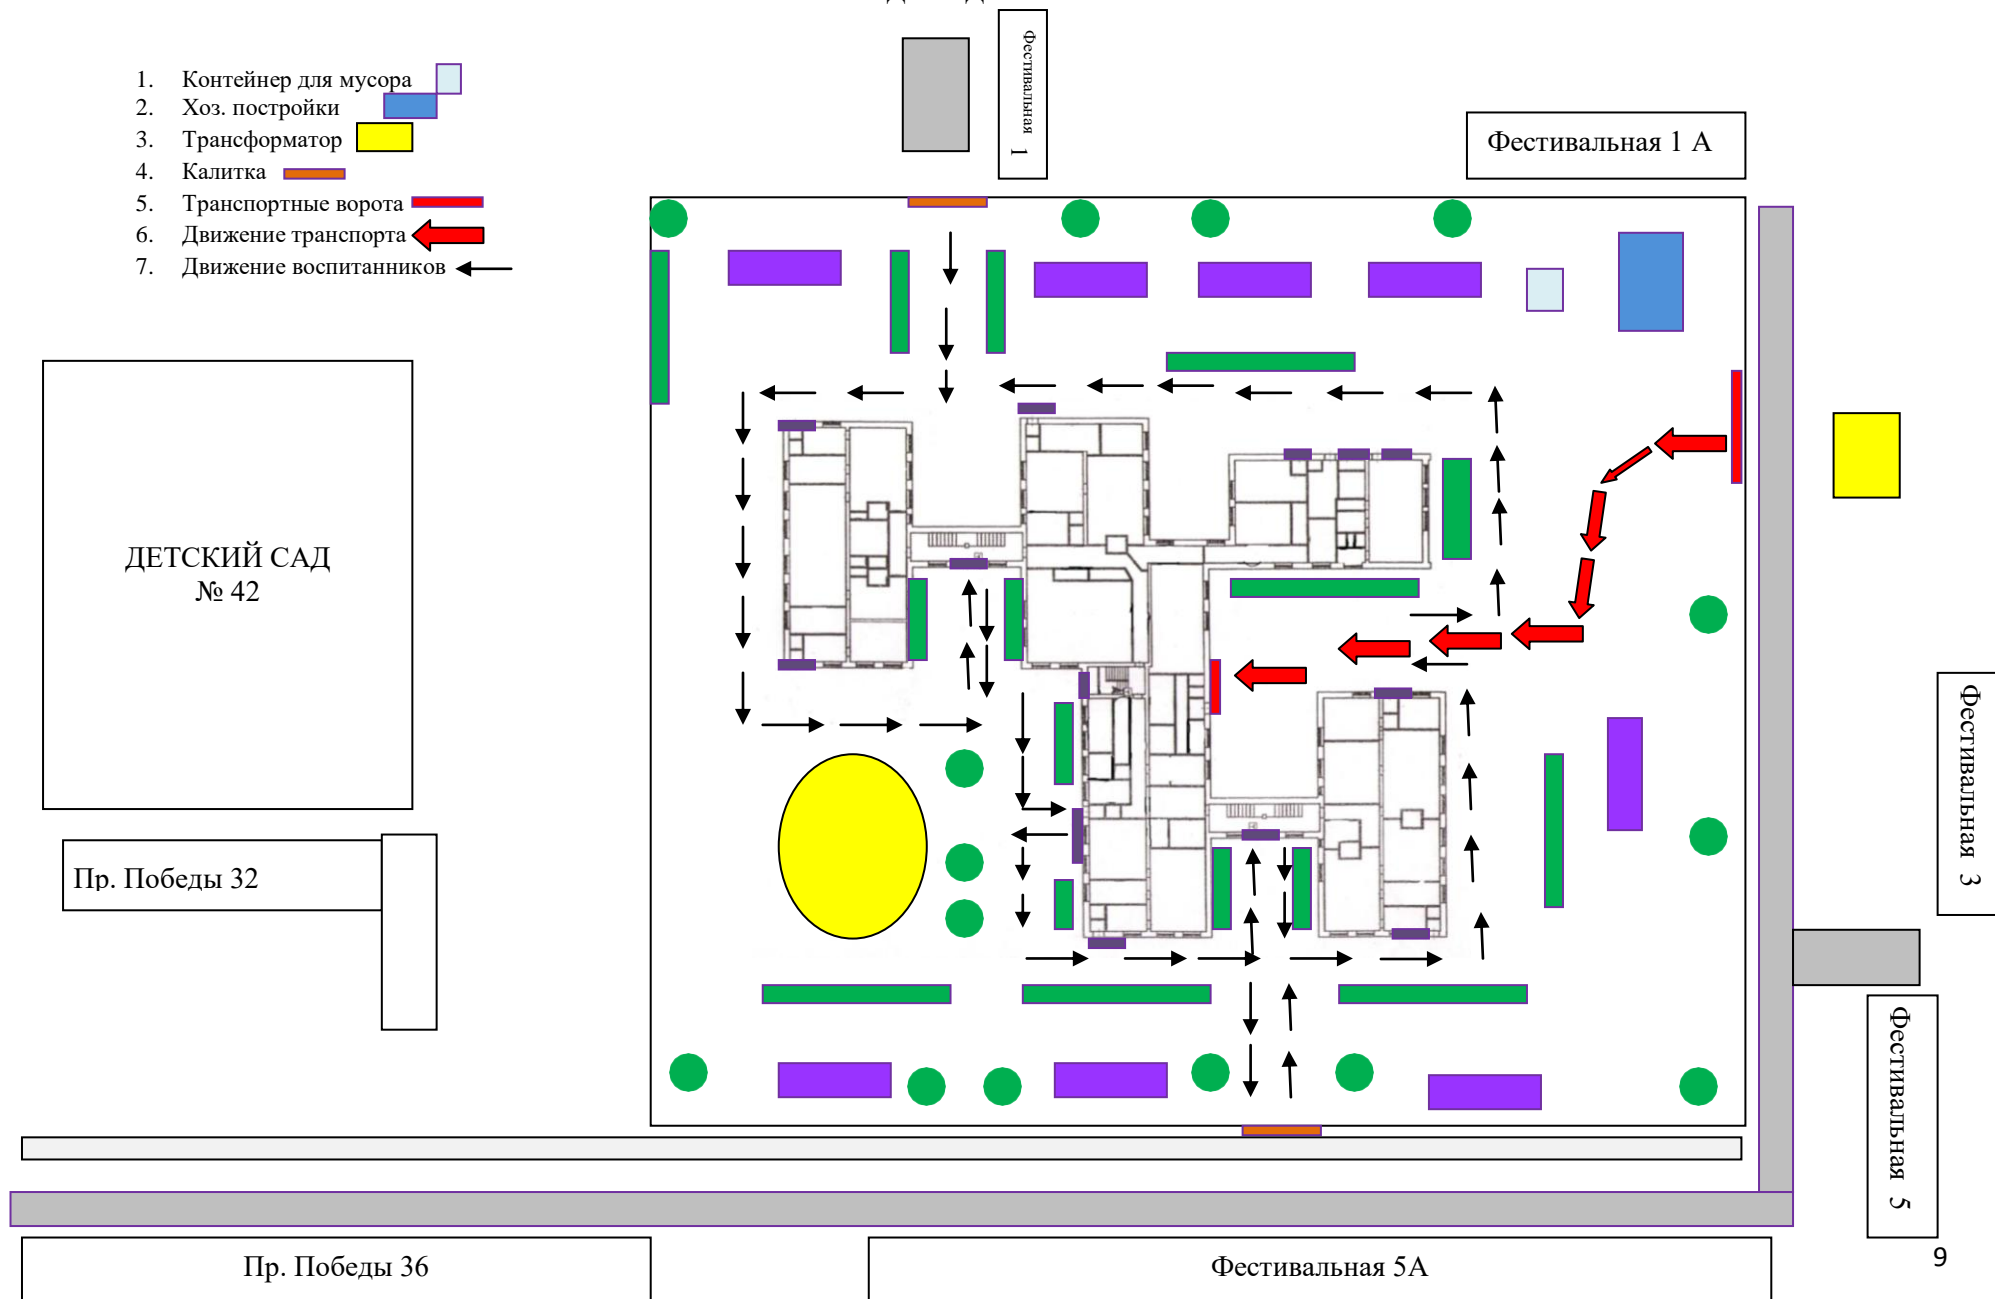 Фестивальная 1
1. Контейнер для мусора
2. Хоз. постройки
3. Трансформатор
4. Калитка
5. Транспортные ворота
6. Движение транспорта
7. Движение воспитанников
Фестивальная 1 А
ДЕТСКИЙ САД
№ 42
Пр. Победы 32
Фестивальная 3
Фестивальная 5
Пр. Победы 36
Фестивальная 5А
9